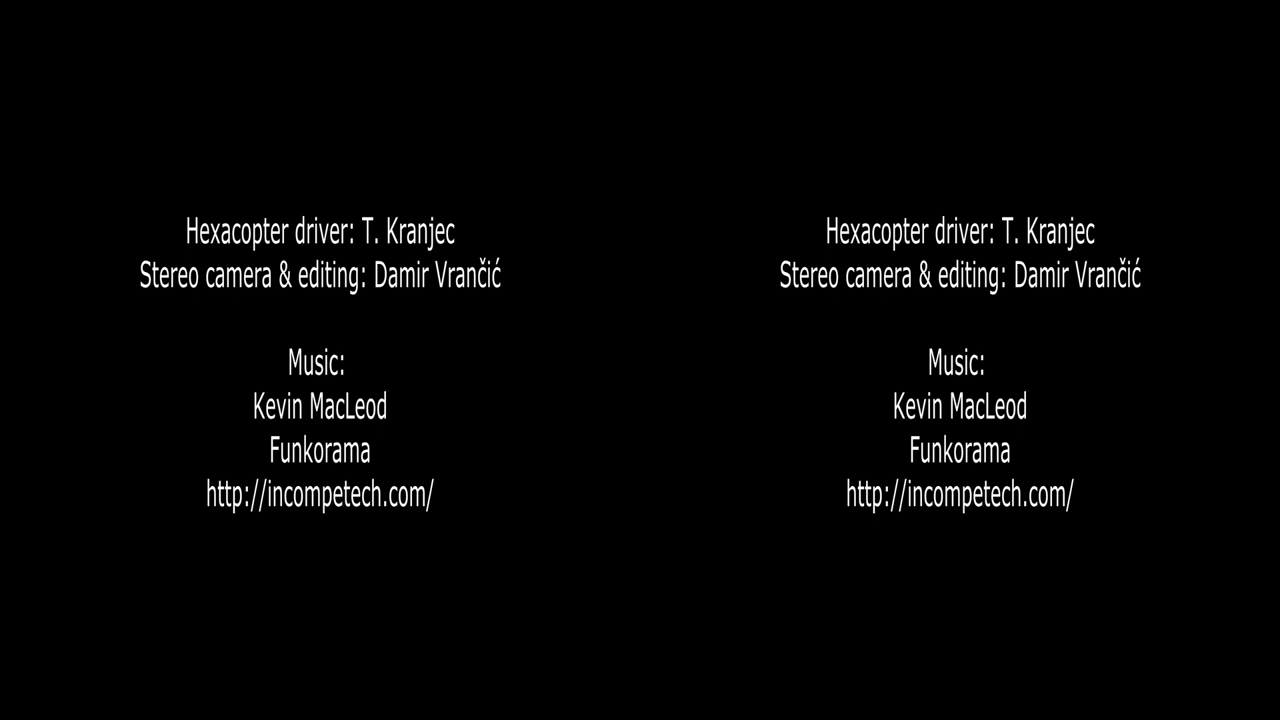 Hexacopter driver: T. Kranjec
Stereo camera & editing: Damir Vrančić
Music:
Kevin MacLeod
Funkorama
http://incompetech.com/
Hexacopter driver: T. Kranjec
Stereo camera & editing: Damir Vrančić
Music:
Kevin MacLeod
Funkorama
http://incompetech.com/